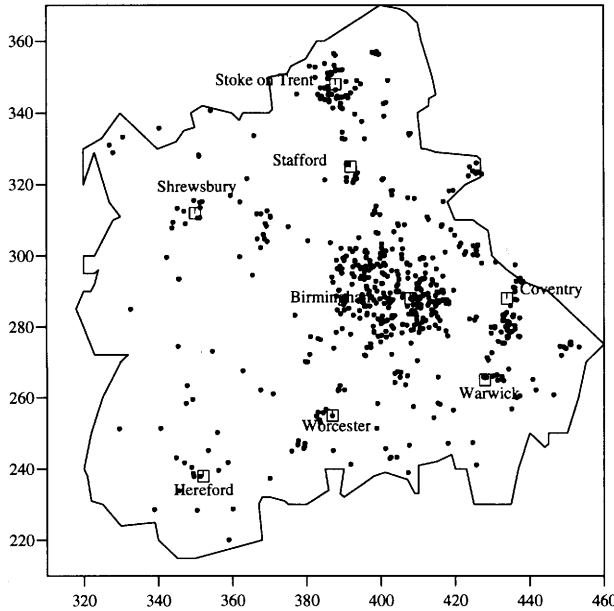 360
Stoke on Trent
340
Stafford
320
Shrewsbury
300
Birmingham
Coventry
280
Warwick
260
Worcester
240
Hereford
220
320 340 360 380 400 420 440 460